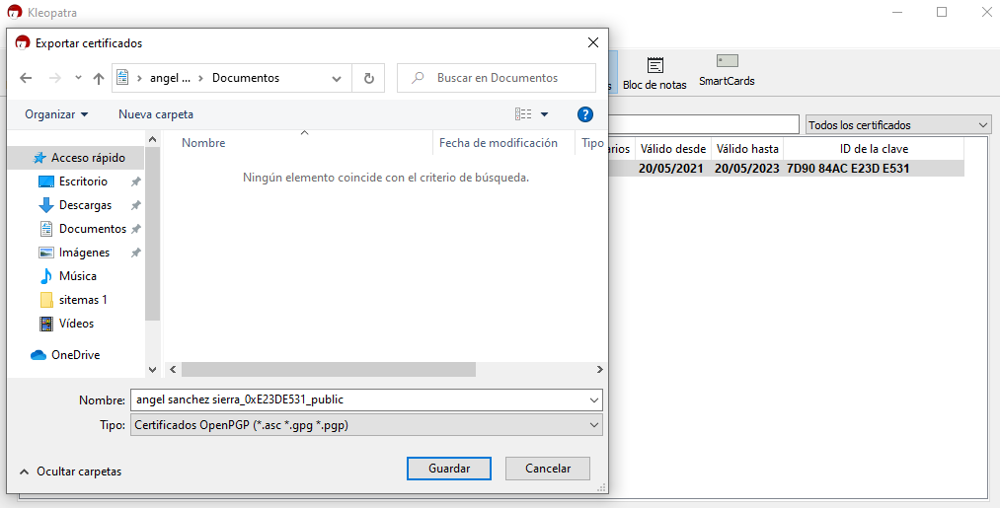 Kleopatra
Exportar certificados
angel ... > Documentos
Buscar en Documentos
Bloc de notas
SmartCards
Organizar
Nueva carpeta
Todos los certificados
Nombre
Fecha de modificación
Tipo
Válido desde
Válido hasta
ID de la clave
20/05/2021
20/05/2023
7D90 84AC E23D E531
Ningún elemento coincide con el criterio de búsqueda.
Acceso rápido
Escritorio
Descargas
Documentos
Imágenes
Música
sitemas 1
Vídeos
OneDrive
Nombre: angel sanchez sierra_0xE23DE531_public
Tipo: Certificados OpenPGP (*.asc *.gpg *.pgp)
Ocultar carpetas
Guardar
Cancelar